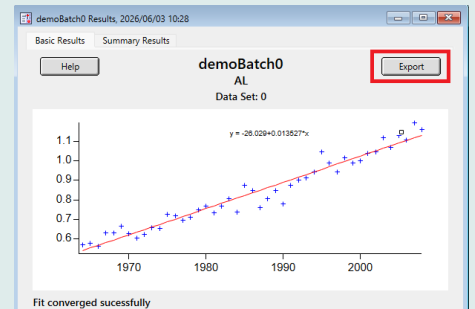 demoBatch0 Results, 2026/06/03 10:28
Basic Results Summary Results
Help demoBatch0 Export
AL
Data Set: 0
y = -26.029+0.013527*x
1.1
1.0
0.9
0.8
0.7
0.6
1970 1980 1990 2000
Fit converged sucessfully